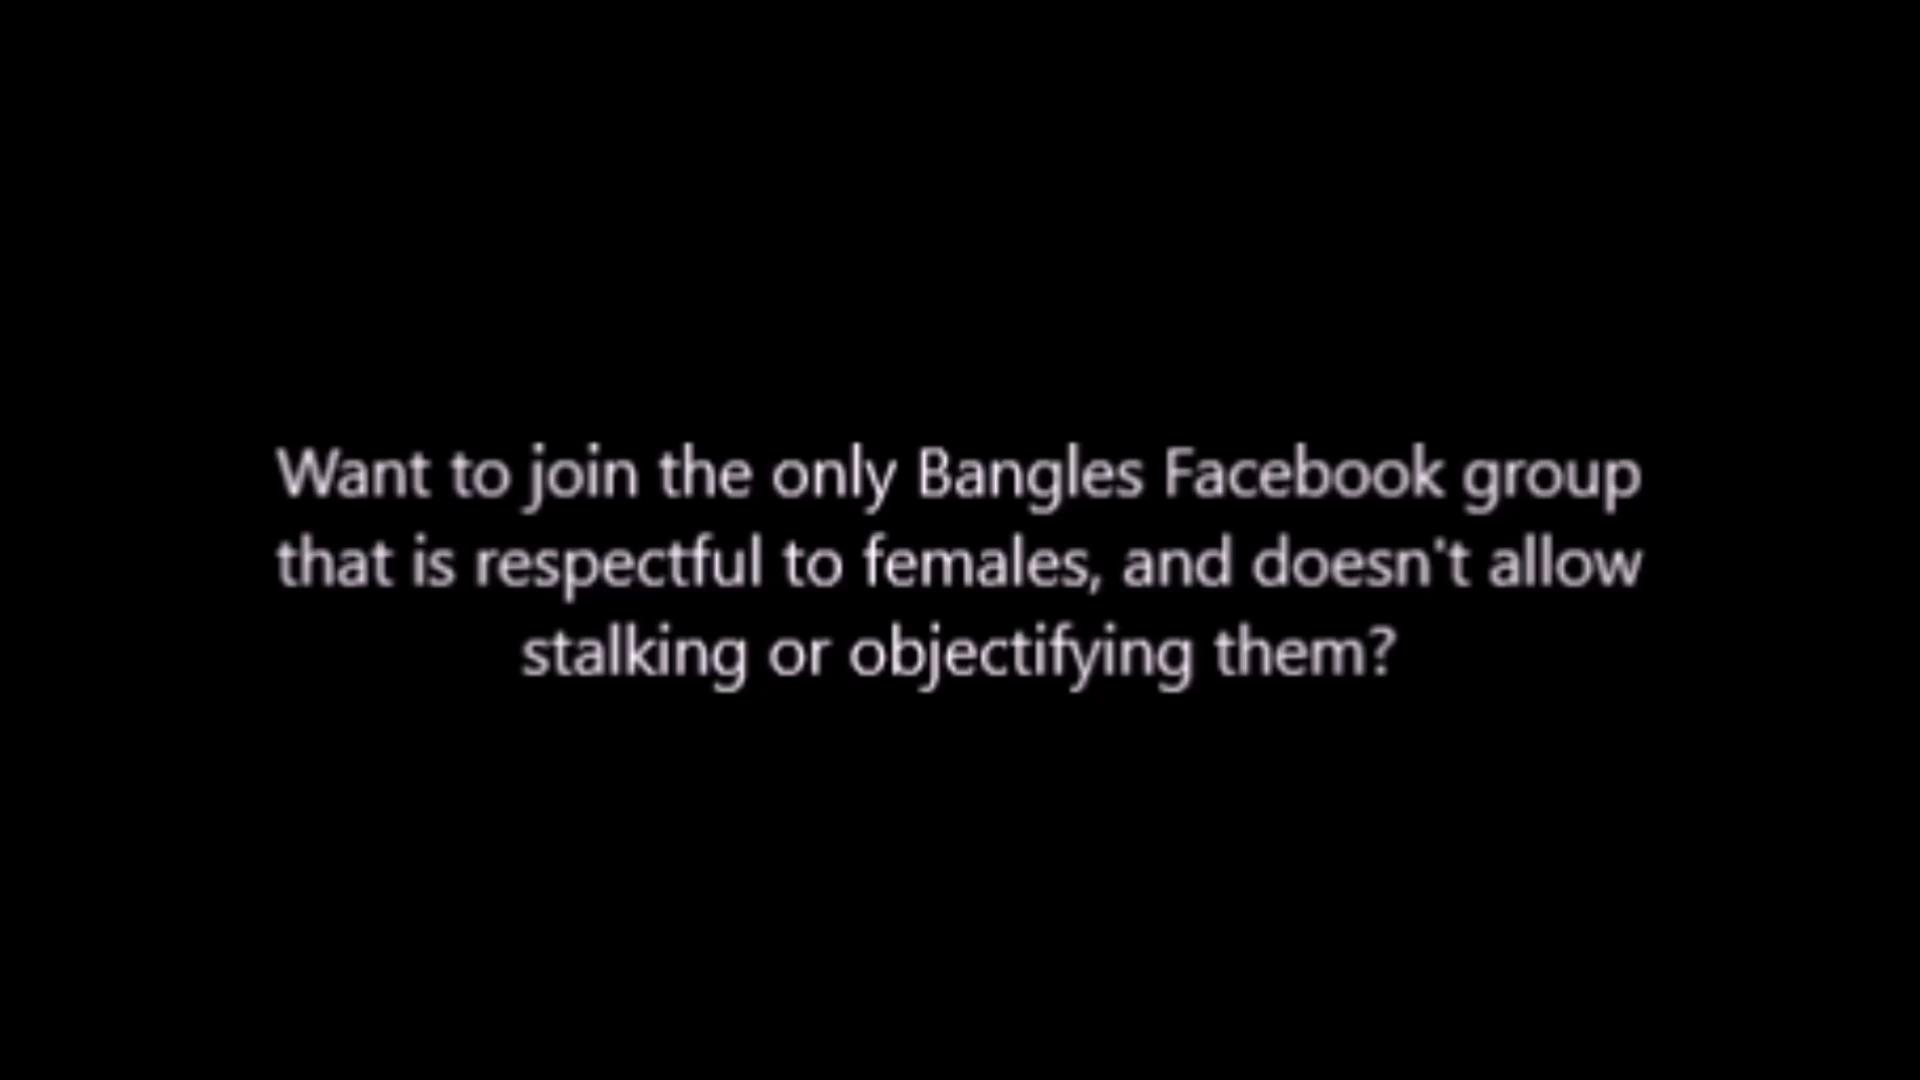 Want to join the only Bangles Facebook group
that is respectful to females, and doesn't allow
stalking or objectifying them?